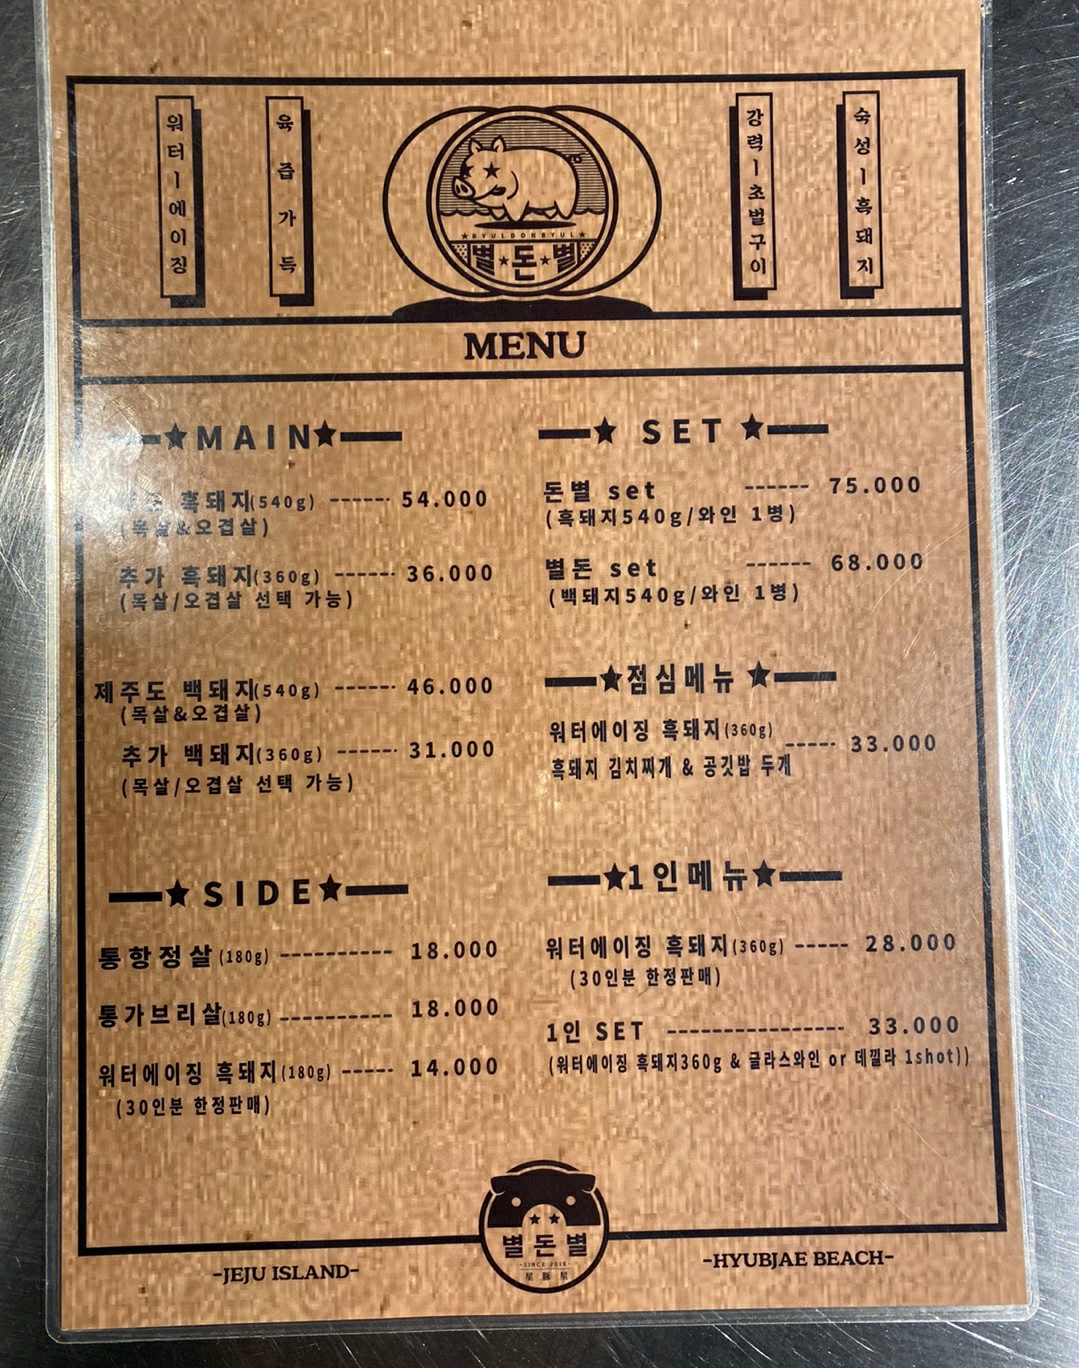 워터ㅣ에이징
육즙가득
BYULDONBYUL
별돈별
강력ㅣ초벌구이
숙성ㅣ흑돼지
MENU
MAIN
흑돼지(540g) ------ 54.000
(목살&오겹살)
추가 흑돼지(360g) ------ 36.000
(목살/오겹살 선택 가능)
제주도 백돼지(540g) ------ 46.000
(목살&오겹살)
추가 백돼지(360g) ------ 31.000
(목살/오겹살 선택 가능)
SIDE
통항정살(180g) ---------- 18.000
통가브리살(180g) ---------- 18.000
워터에이징 흑돼지(180g) ----- 14.000
(30인분 한정판매)
SET
돈별 set ------ 75.000
(흑돼지540g/와인 1병)
별돈 set ------ 68.000
(백돼지540g/와인 1병)
점심메뉴
워터에이징 흑돼지(360g)
흑돼지 김치찌개 & 공깃밥 두개 ----- 33.000
1인메뉴
워터에이징 흑돼지(360g) ----- 28.000
(30인분 한정판매)
1인 SET ---------------- 33.000
(워터에이징 흑돼지360g & 글라스와인 or 데낄라 1shot))
별돈별
-SINCE 2016-
星豚星
-JEJU ISLAND-
-HYUBJAE BEACH-